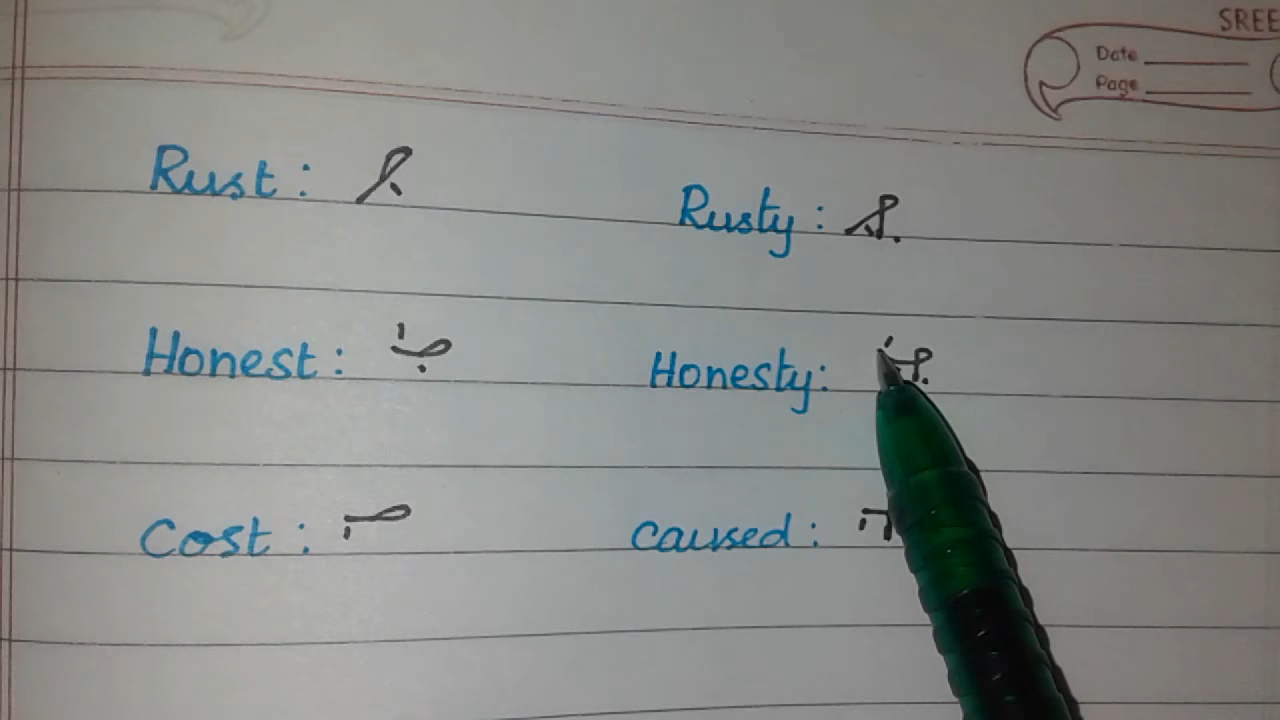 SREE
Date
Page
Rust :
Rusty :
Honest :
Honesty:
Cost :
caused :